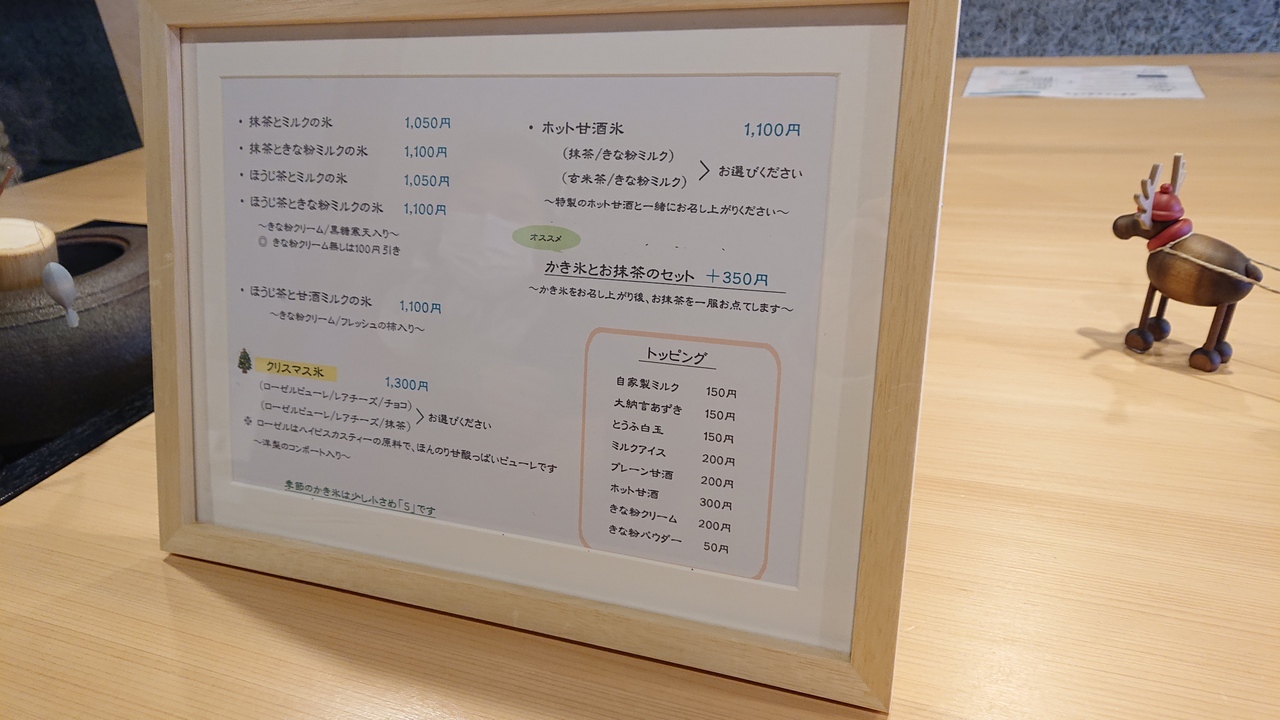 ・抹茶とミルクの氷 1,050円
・抹茶ときな粉ミルクの氷 1,100円
・ほうじ茶とミルクの氷 1,050円
・ほうじ茶ときな粉ミルクの氷 1,100円
～きな粉クリーム/黒糖寒天入り～
◎ きな粉クリーム無しは100円引き
・ほうじ茶と甘酒ミルクの氷 1,100円
～きな粉クリーム/フレッシュの柿入り～
クリスマス氷 1,300円
(ローゼルピューレ/レアチーズ/チョコ)
(ローゼルピューレ/レアチーズ/抹茶)
＞お選びください
※ ローゼルはハイビスカスティーの原料で、ほんのり甘酸っぱいピューレです
～洋梨のコンポート入り～
季節のかき氷は少し小さめ「S」です
・ホット甘酒氷 1,100円
(抹茶/きな粉ミルク)
(玄米茶/きな粉ミルク)
＞お選びください
～特製のホット甘酒と一緒にお召し上がりください～
オススメ
かき氷とお抹茶のセット ＋350円
～かき氷をお召し上がり後、お抹茶を一服お点てします～
トッピング
自家製ミルク 150円
大納言あずき 150円
とうふ白玉 150円
ミルクアイス 200円
プレーン甘酒 200円
ホット甘酒 300円
きな粉クリーム 200円
きな粉パウダー 50円